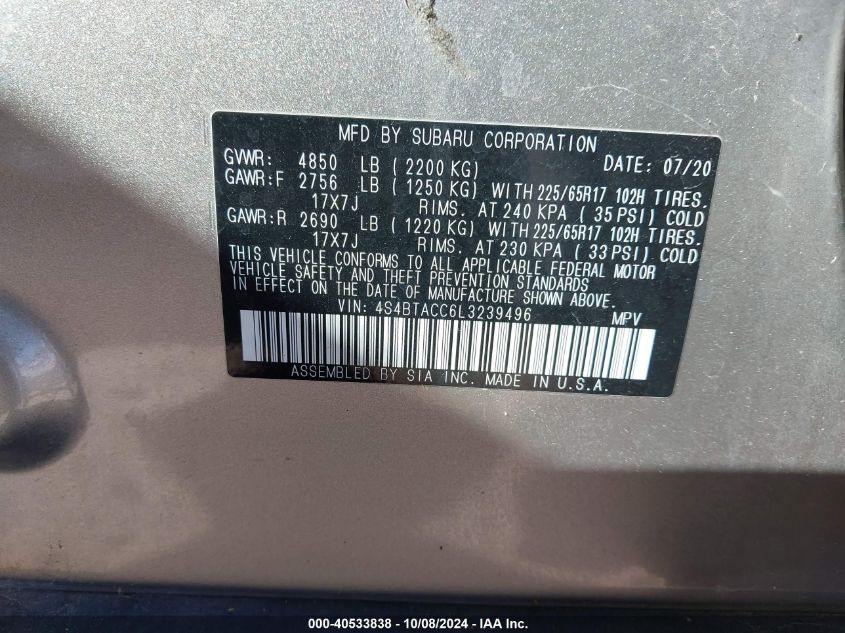 MFD BY SUBARU CORPORATION
GVWR: 4850 LB ( 2200 KG) DATE: 07/20
GAWR:F 2756 LB ( 1250 KG) WITH 225/65R17 102H TIRES.
17X7J RIMS. AT 240 KPA ( 35 PSI) COLD
GAWR:R 2690 LB ( 1220 KG) WITH 225/65R17 102H TIRES.
17X7J RIMS. AT 230 KPA ( 33 PSI) COLD
THIS VEHICLE CONFORMS TO ALL APPLICABLE FEDERAL MOTOR
VEHICLE SAFETY AND THEFT PREVENTION STANDARDS
IN EFFECT ON THE DATE OF MANUFACTURE SHOWN ABOVE.
VIN: 4S4BTACC6L3239496 MPV
ASSEMBLED BY SIA INC. MADE IN U.S.A.
000-40533838 - 10/08/2024 - IAA Inc.